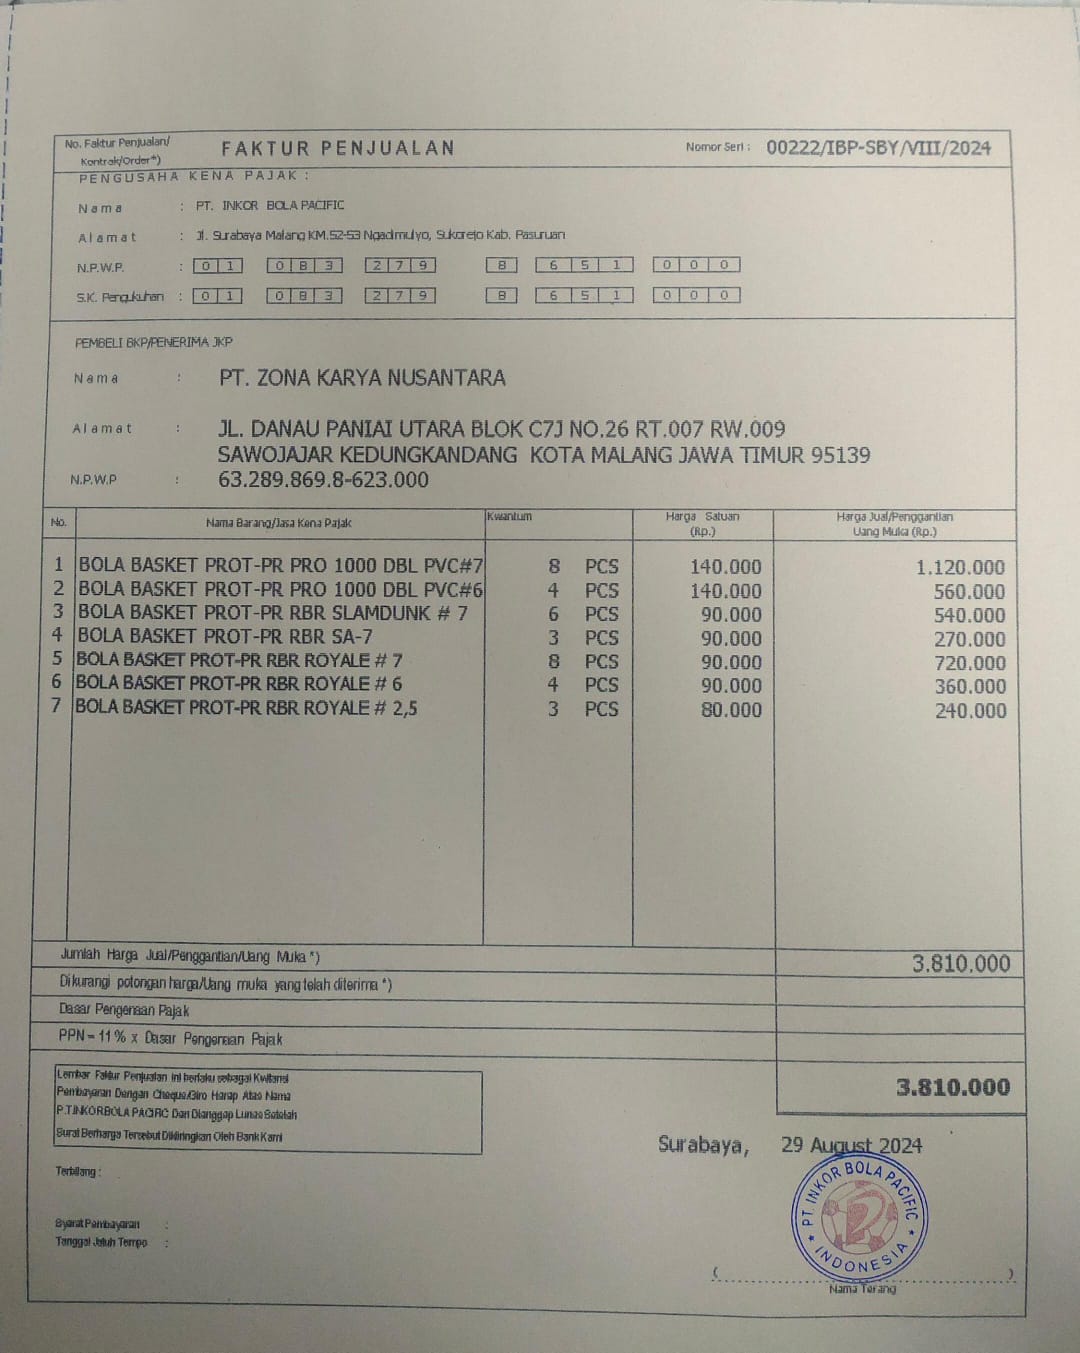 No. Faktur Penjualan/
Kontrak/Order*)
FAKTUR PENJUALAN
Nomor Seri : 00222/IBP-SBY/VIII/2024
PENGUSAHA KENA PAJAK :
Nama : PT. INKOR BOLA PACIFIC
Alamat : Jl. Surabaya Malang KM.52-53 Ngadimulyo, Sukorejo Kab. Pasuruan
N.P.W.P. : 01 083 279 8 651 000
S.K. Pengukuhan : 01 083 279 8 651 000
PEMBELI BKP/PENERIMA JKP
Nama : PT. ZONA KARYA NUSANTARA
Alamat : JL. DANAU PANIAI UTARA BLOK C7J NO.26 RT.007 RW.009
SAWOJAJAR KEDUNGKANDANG KOTA MALANG JAWA TIMUR 95139
N.P.W.P : 63.289.869.8-623.000
No. Nama Barang/Jasa Kena Pajak Kwantum Harga Satuan (Rp.) Harga Jual/Penggantian Uang Muka (Rp.)
1 BOLA BASKET PROT-PR PRO 1000 DBL PVC#7 8 PCS 140.000 1.120.000
2 BOLA BASKET PROT-PR PRO 1000 DBL PVC#6 4 PCS 140.000 560.000
3 BOLA BASKET PROT-PR RBR SLAMDUNK # 7 6 PCS 90.000 540.000
4 BOLA BASKET PROT-PR RBR SA-7 3 PCS 90.000 270.000
5 BOLA BASKET PROT-PR RBR ROYALE # 7 8 PCS 90.000 720.000
6 BOLA BASKET PROT-PR RBR ROYALE # 6 4 PCS 90.000 360.000
7 BOLA BASKET PROT-PR RBR ROYALE # 2,5 3 PCS 80.000 240.000
Jumlah Harga Jual/Penggantian/Uang Muka *) 3.810.000
Dikurangi potongan harga/Uang muka yang telah diterima *)
Dasar Pengenaan Pajak
PPN = 11% x Dasar Pengenaan Pajak
3.810.000
Lembar Faktur Penjualan ini berlaku sebagai Kwitansi
Pembayaran Dengan Cheque/Giro Harap Atas Nama
P.T.INKORBOLA PACIFIC Dan Dianggap Lunas Setelah
Surat Berharga Tersebut Dikliringkan Oleh Bank Kami
Surabaya, 29 August 2024
Terbilang :
Syarat Pembayaran :
Tanggal Jatuh Tempo :
PT. INKOR BOLA PACIFIC
INDONESIA
(..............................)
Nama Terang